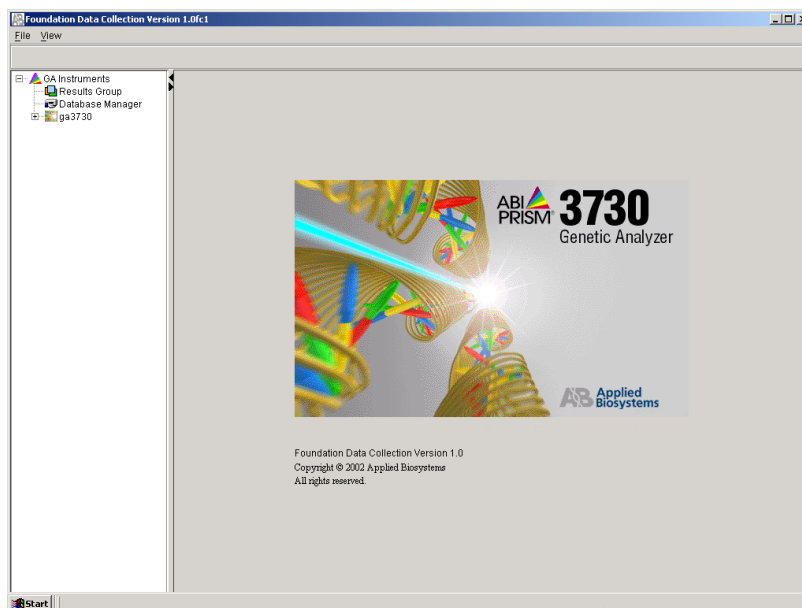 Foundation Data Collection Version 1.0fc1
File View
GA Instruments
Results Group
Database Manager
ga3730
ABI PRISM® 3730
Genetic Analyzer
AB Applied Biosystems
Foundation Data Collection Version 1.0
Copyright © 2002 Applied Biosystems
All rights reserved.
Start